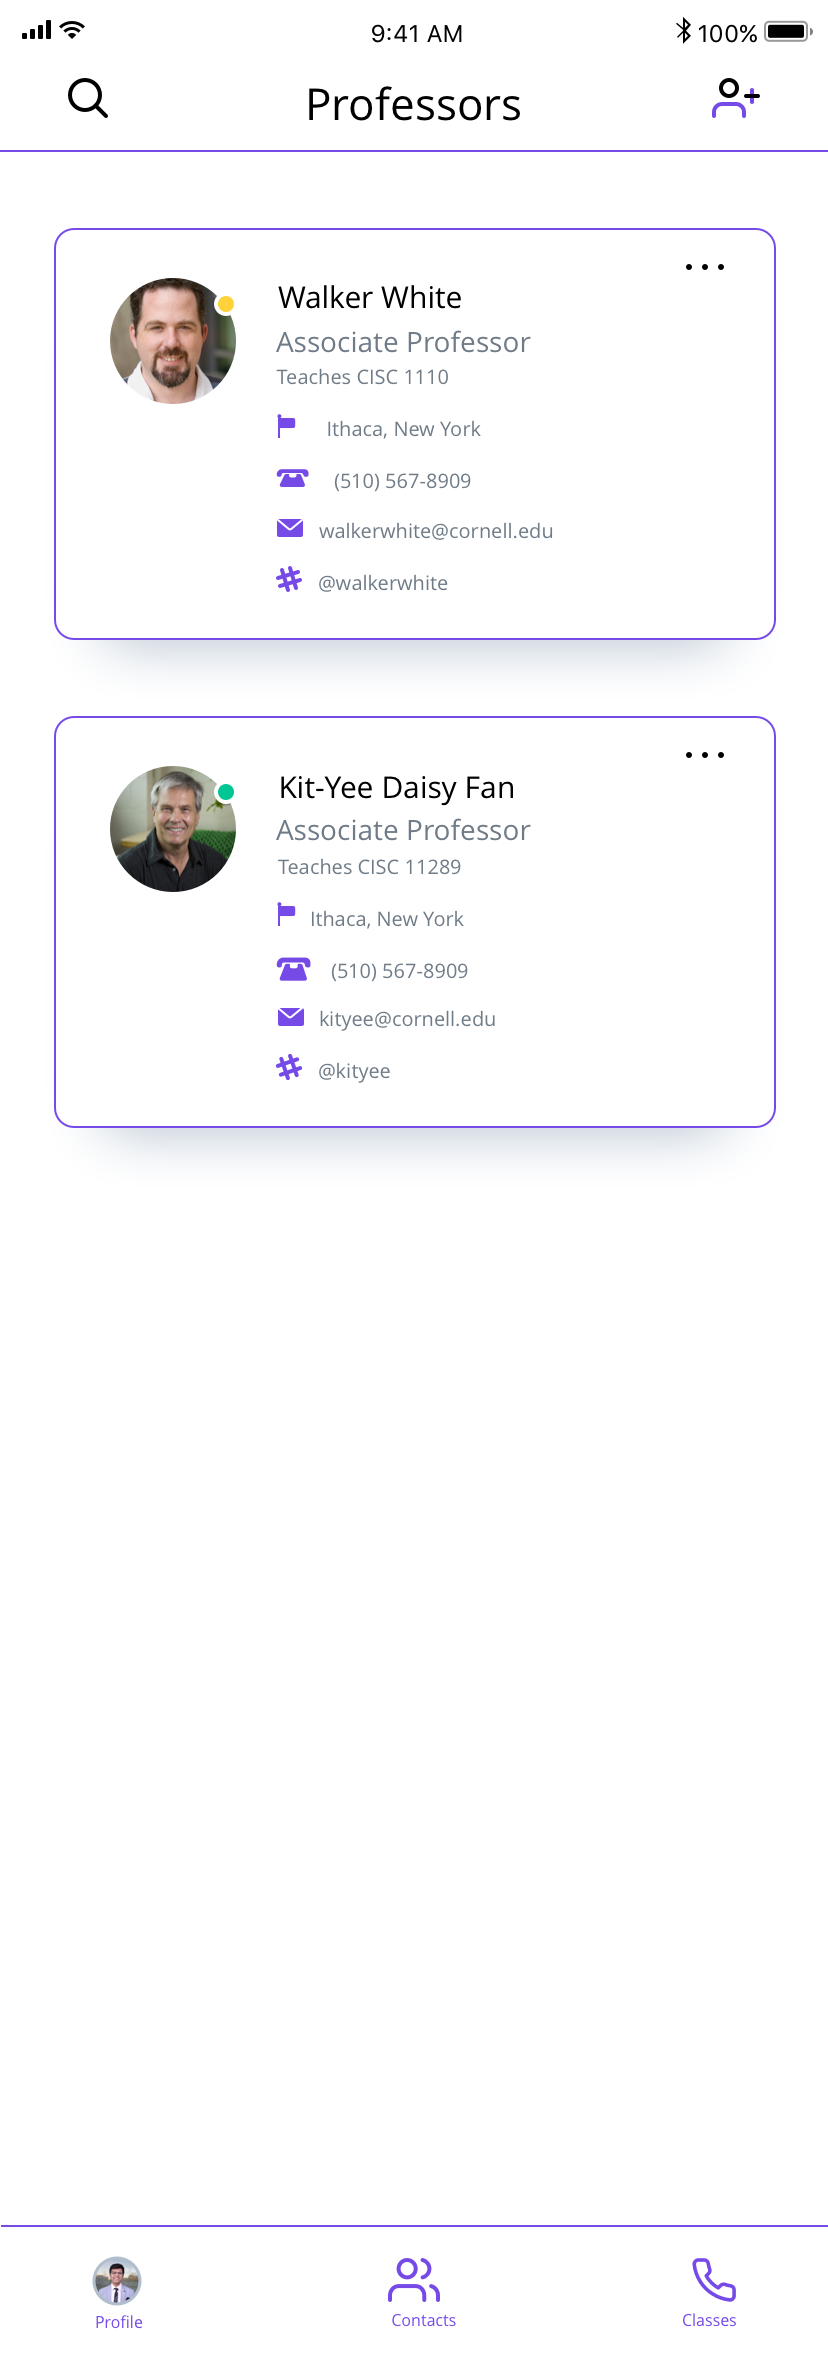 9:41 AM
100%
Professors
Walker White
Associate Professor
Teaches CISC 1110
Ithaca, New York
(510) 567-8909
walkerwhite@cornell.edu
@walkerwhite
Kit-Yee Daisy Fan
Associate Professor
Teaches CISC 11289
Ithaca, New York
(510) 567-8909
kityee@cornell.edu
@kityee
Profile
Contacts
Classes